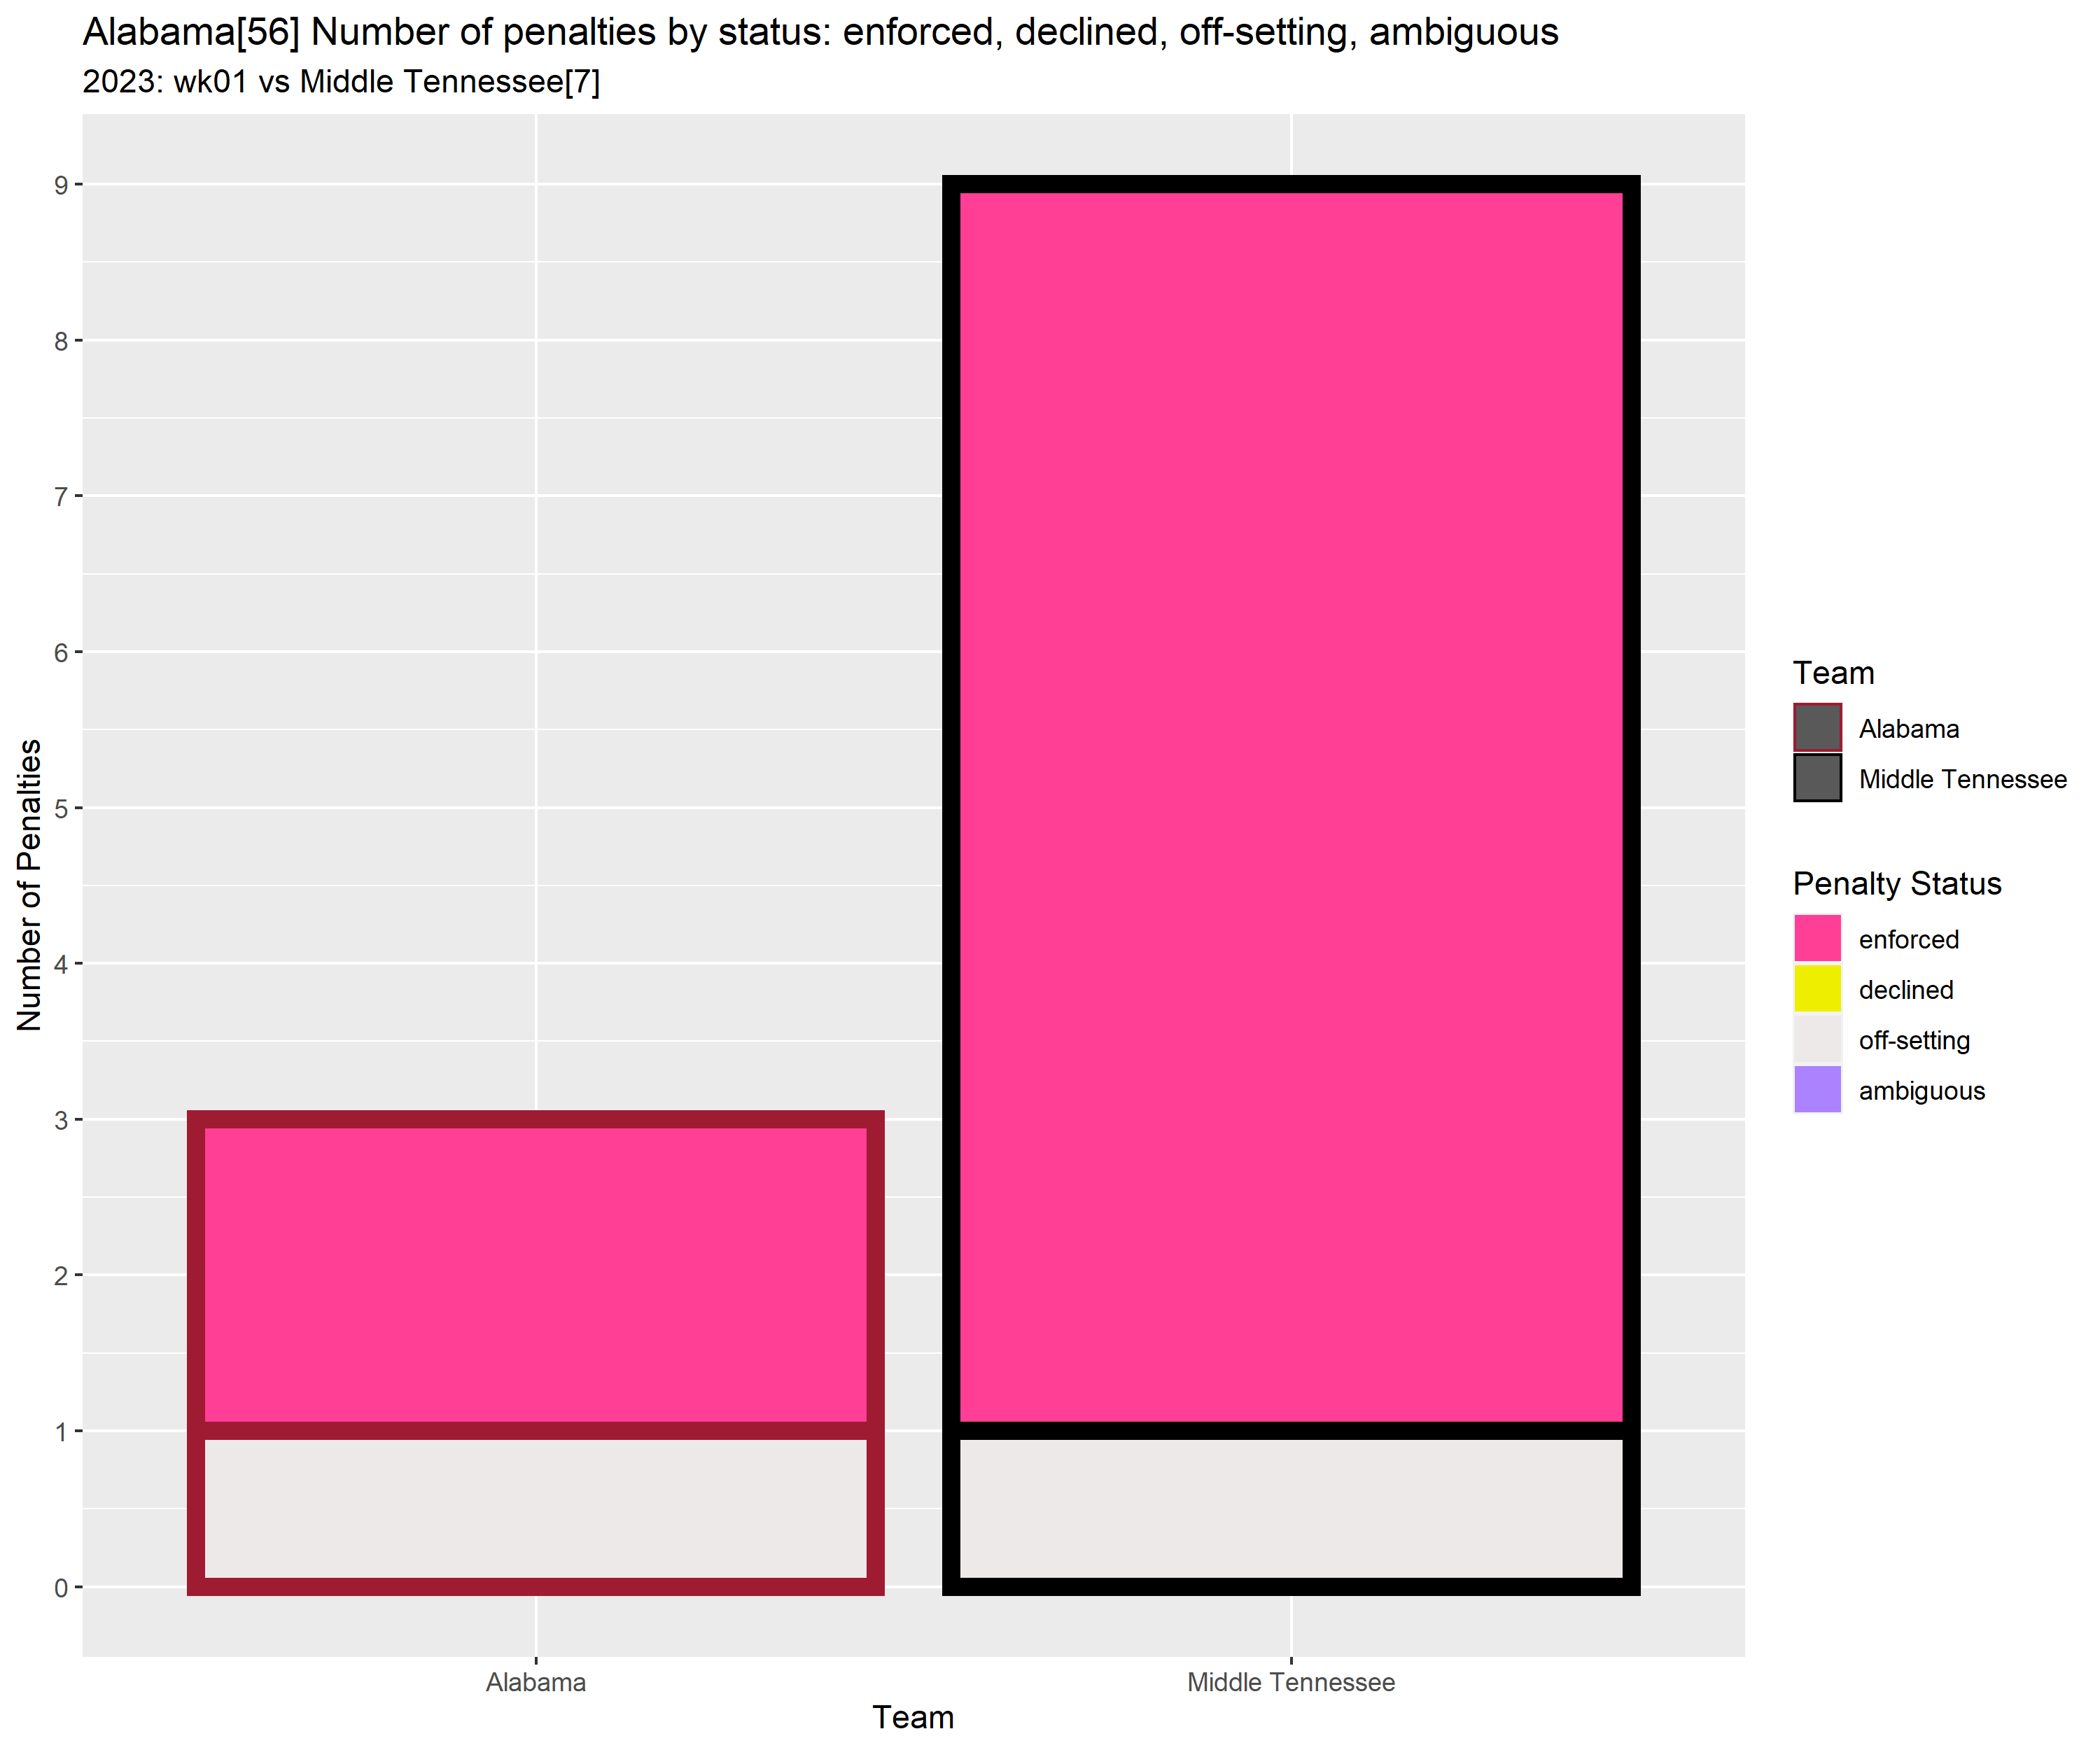 Alabama[56] Number of penalties by status: enforced, declined, off-setting, ambiguous
2023: wk01 vs Middle Tennessee[7]
Number of Penalties
9
8
7
6
5
4
3
2
1
0
Alabama
Middle Tennessee
Team
Team
Alabama
Middle Tennessee
Penalty Status
enforced
declined
off-setting
ambiguous